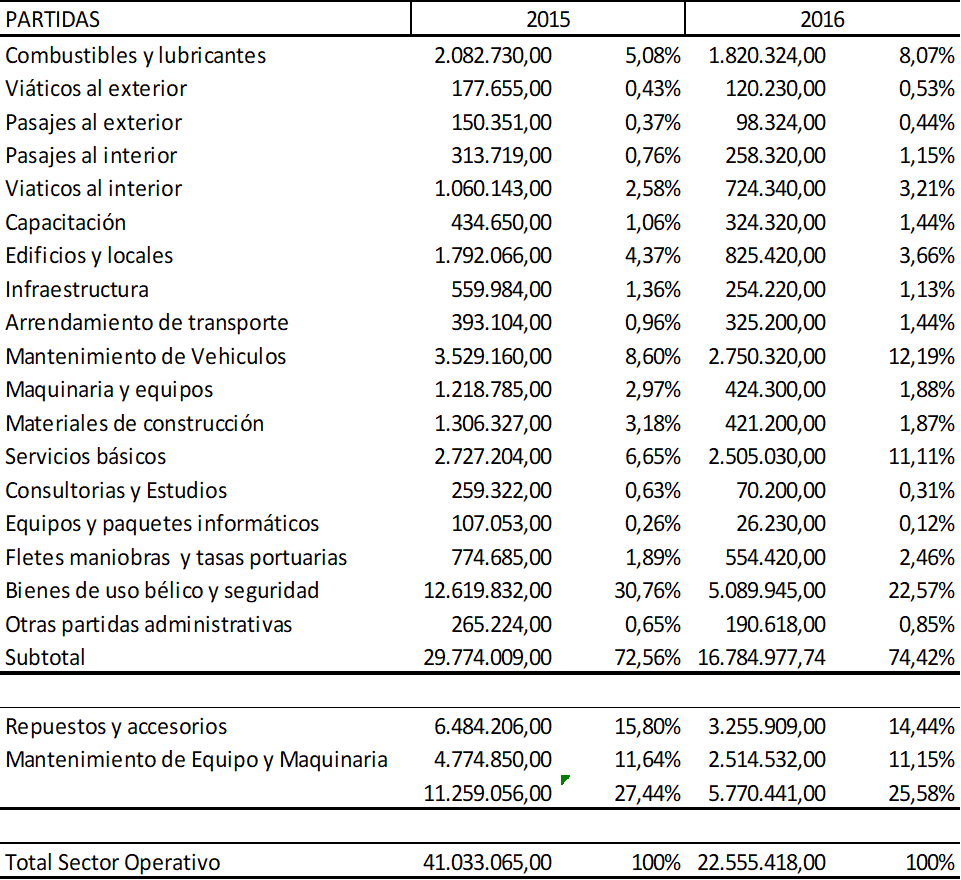 PARTIDAS 2015 2016
Combustibles y lubricantes 2.082.730,00 5,08% 1.820.324,00 8,07%
Viáticos al exterior 177.655,00 0,43% 120.230,00 0,53%
Pasajes al exterior 150.351,00 0,37% 98.324,00 0,44%
Pasajes al interior 313.719,00 0,76% 258.320,00 1,15%
Viaticos al interior 1.060.143,00 2,58% 724.340,00 3,21%
Capacitación 434.650,00 1,06% 324.320,00 1,44%
Edificios y locales 1.792.066,00 4,37% 825.420,00 3,66%
Infraestructura 559.984,00 1,36% 254.220,00 1,13%
Arrendamiento de transporte 393.104,00 0,96% 325.200,00 1,44%
Mantenimiento de Vehiculos 3.529.160,00 8,60% 2.750.320,00 12,19%
Maquinaria y equipos 1.218.785,00 2,97% 424.300,00 1,88%
Materiales de construcción 1.306.327,00 3,18% 421.200,00 1,87%
Servicios básicos 2.727.204,00 6,65% 2.505.030,00 11,11%
Consultorias y Estudios 259.322,00 0,63% 70.200,00 0,31%
Equipos y paquetes informáticos 107.053,00 0,26% 26.230,00 0,12%
Fletes maniobras y tasas portuarias 774.685,00 1,89% 554.420,00 2,46%
Bienes de uso bélico y seguridad 12.619.832,00 30,76% 5.089.945,00 22,57%
Otras partidas administrativas 265.224,00 0,65% 190.618,00 0,85%
Subtotal 29.774.009,00 72,56% 16.784.977,74 74,42%
Repuestos y accesorios 6.484.206,00 15,80% 3.255.909,00 14,44%
Mantenimiento de Equipo y Maquinaria 4.774.850,00 11,64% 2.514.532,00 11,15%
11.259.056,00 27,44% 5.770.441,00 25,58%
Total Sector Operativo 41.033.065,00 100% 22.555.418,00 100%